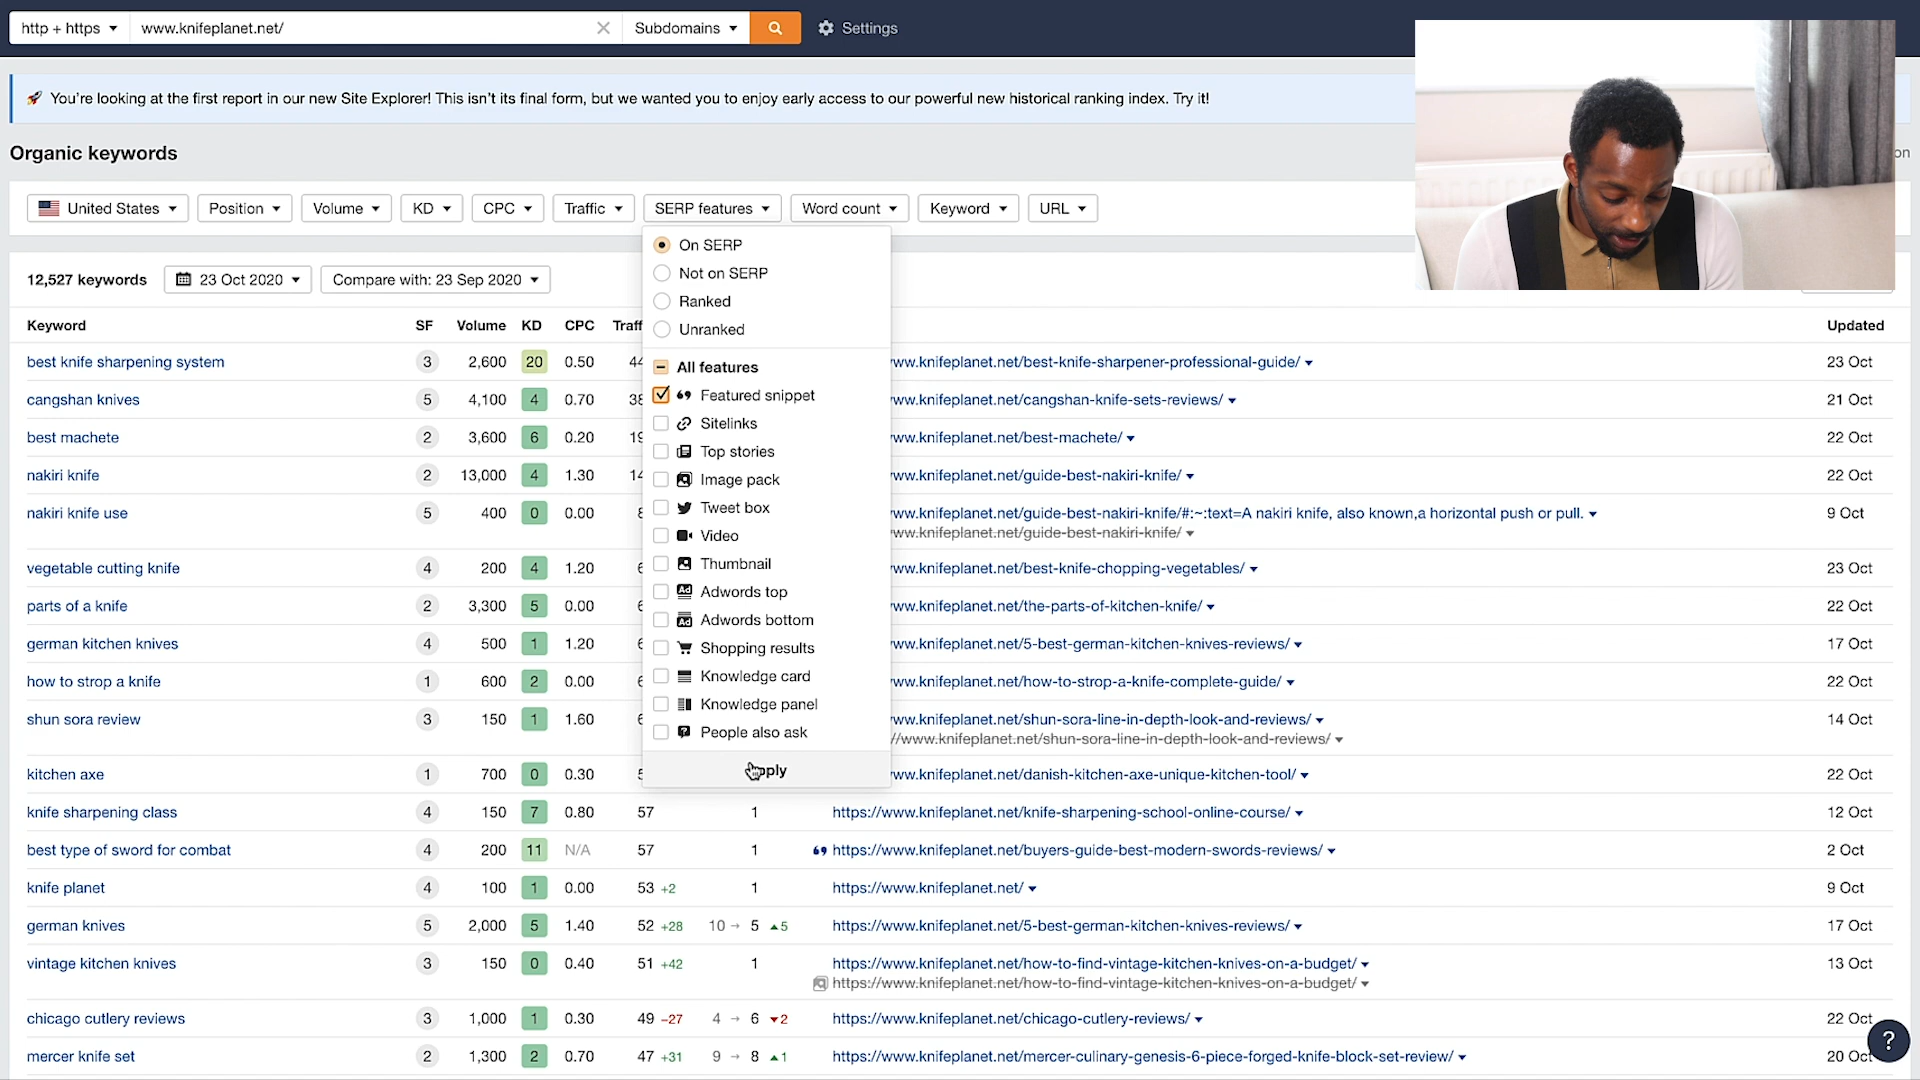 http + https www.knifeplanet.net/ Subdomains Settings
🚀 You're looking at the first report in our new Site Explorer! This isn't its final form, but we wanted you to enjoy early access to our powerful new historical ranking index. Try it!
Organic keywords
United States Position Volume KD CPC Traffic SERP features Word count Keyword URL
On SERP
Not on SERP
Ranked
Unranked
All features
Featured snippet
Sitelinks
Top stories
Image pack
Tweet box
Video
Thumbnail
Adwords top
Adwords bottom
Shopping results
Knowledge card
Knowledge panel
People also ask
12,527 keywords 23 Oct 2020 Compare with: 23 Sep 2020
Keyword SF Volume KD CPC Updated
best knife sharpening system 3 2,600 20 0.50 www.knifeplanet.net/best-knife-sharpener-professional-guide/ 23 Oct
cangshan knives 5 4,100 4 0.70 www.knifeplanet.net/cangshan-knife-sets-reviews/ 21 Oct
best machete 2 3,600 6 0.20 www.knifeplanet.net/best-machete/ 22 Oct
nakiri knife 2 13,000 4 1.30 www.knifeplanet.net/guide-best-nakiri-knife/ 22 Oct
nakiri knife use 5 400 0 0.00 www.knifeplanet.net/guide-best-nakiri-knife/#:~:text=A nakiri knife, also known,a horizontal push or pull. 9 Oct
www.knifeplanet.net/guide-best-nakiri-knife/
vegetable cutting knife 4 200 4 1.20 www.knifeplanet.net/best-knife-chopping-vegetables/ 23 Oct
parts of a knife 2 3,300 5 0.00 www.knifeplanet.net/the-parts-of-kitchen-knife/ 22 Oct
german kitchen knives 4 500 1 1.20 www.knifeplanet.net/5-best-german-kitchen-knives-reviews/ 17 Oct
how to strop a knife 1 600 2 0.00 www.knifeplanet.net/how-to-strop-a-knife-complete-guide/ 22 Oct
shun sora review 3 150 1 1.60 www.knifeplanet.net/shun-sora-line-in-depth-look-and-reviews/ 14 Oct
//www.knifeplanet.net/shun-sora-line-in-depth-look-and-reviews/
kitchen axe 1 700 0 0.30 www.knifeplanet.net/danish-kitchen-axe-unique-kitchen-tool/ 22 Oct
knife sharpening class 4 150 7 0.80 57 1 https://www.knifeplanet.net/knife-sharpening-school-online-course/ 12 Oct
best type of sword for combat 4 200 11 N/A 57 1 https://www.knifeplanet.net/buyers-guide-best-modern-swords-reviews/ 2 Oct
knife planet 4 100 1 0.00 53 +2 1 https://www.knifeplanet.net/ 9 Oct
german knives 5 2,000 5 1.40 52 +28 10 → 5 ▲5 https://www.knifeplanet.net/5-best-german-kitchen-knives-reviews/ 17 Oct
vintage kitchen knives 3 150 0 0.40 51 +42 1 https://www.knifeplanet.net/how-to-find-vintage-kitchen-knives-on-a-budget/ 13 Oct
https://www.knifeplanet.net/how-to-find-vintage-kitchen-knives-on-a-budget/
chicago cutlery reviews 3 1,000 1 0.30 49 −27 4 → 6 ▼2 https://www.knifeplanet.net/chicago-cutlery-reviews/ 22 Oct
mercer knife set 2 1,300 2 0.70 47 +31 9 → 8 ▲1 https://www.knifeplanet.net/mercer-culinary-genesis-6-piece-forged-knife-block-set-review/ 20 Oct
?